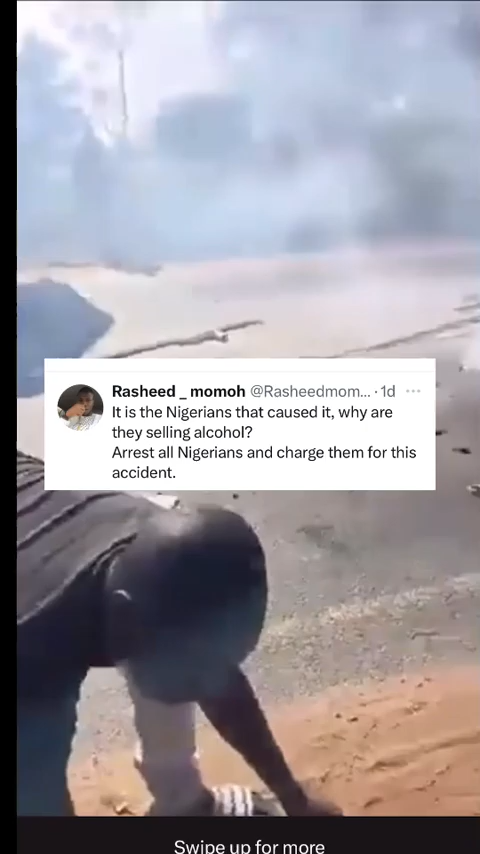 Rasheed _ momoh @Rasheedmom... · 1d
It is the Nigerians that caused it, why are
they selling alcohol?
Arrest all Nigerians and charge them for this
accident.
Swipe up for more